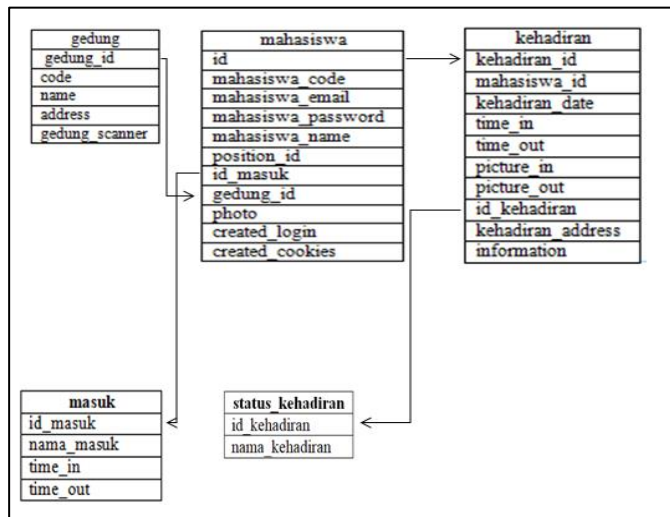 gedung
gedung_id
code
name
address
gedung_scanner
mahasiswa
id
mahasiswa_code
mahasiswa_email
mahasiswa_password
mahasiswa_name
position_id
id_masuk
gedung_id
photo
created_login
created_cookies
kehadiran
kehadiran_id
mahasiswa_id
kehadiran_date
time_in
time_out
picture_in
picture_out
id_kehadiran
kehadiran_address
information
masuk
id_masuk
nama_masuk
time_in
time_out
status_kehadiran
id_kehadiran
nama_kehadiran